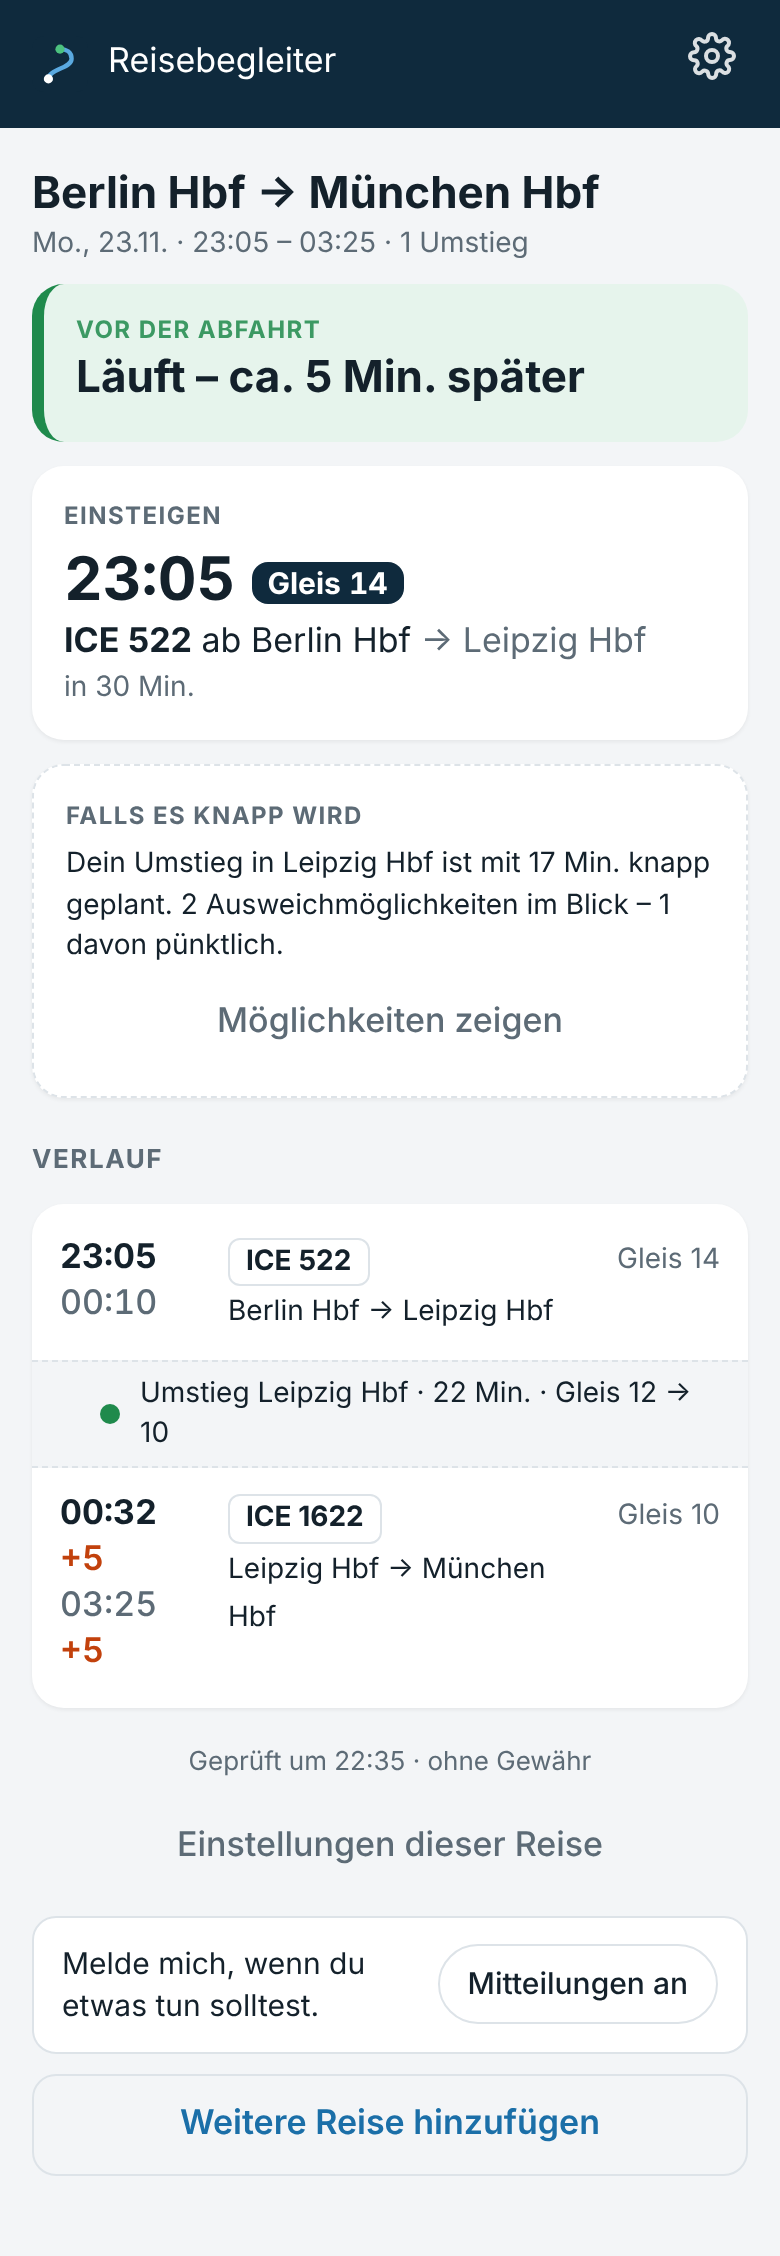 Reisebegleiter
Berlin Hbf → München Hbf
Mo., 23.11. · 23:05 – 03:25 · 1 Umstieg
VOR DER ABFAHRT
Läuft – ca. 5 Min. später
EINSTEIGEN
23:05 Gleis 14
ICE 522 ab Berlin Hbf → Leipzig Hbf
in 30 Min.
FALLS ES KNAPP WIRD
Dein Umstieg in Leipzig Hbf ist mit 17 Min. knapp
geplant. 2 Ausweichmöglichkeiten im Blick – 1
davon pünktlich.
Möglichkeiten zeigen
VERLAUF
23:05 ICE 522 Gleis 14
00:10 Berlin Hbf → Leipzig Hbf
Umstieg Leipzig Hbf · 22 Min. · Gleis 12 →
10
00:32 ICE 1622 Gleis 10
+5 Leipzig Hbf → München
03:25 Hbf
+5
Geprüft um 22:35 · ohne Gewähr
Einstellungen dieser Reise
Melde mich, wenn du
etwas tun solltest.
Mitteilungen an
Weitere Reise hinzufügen